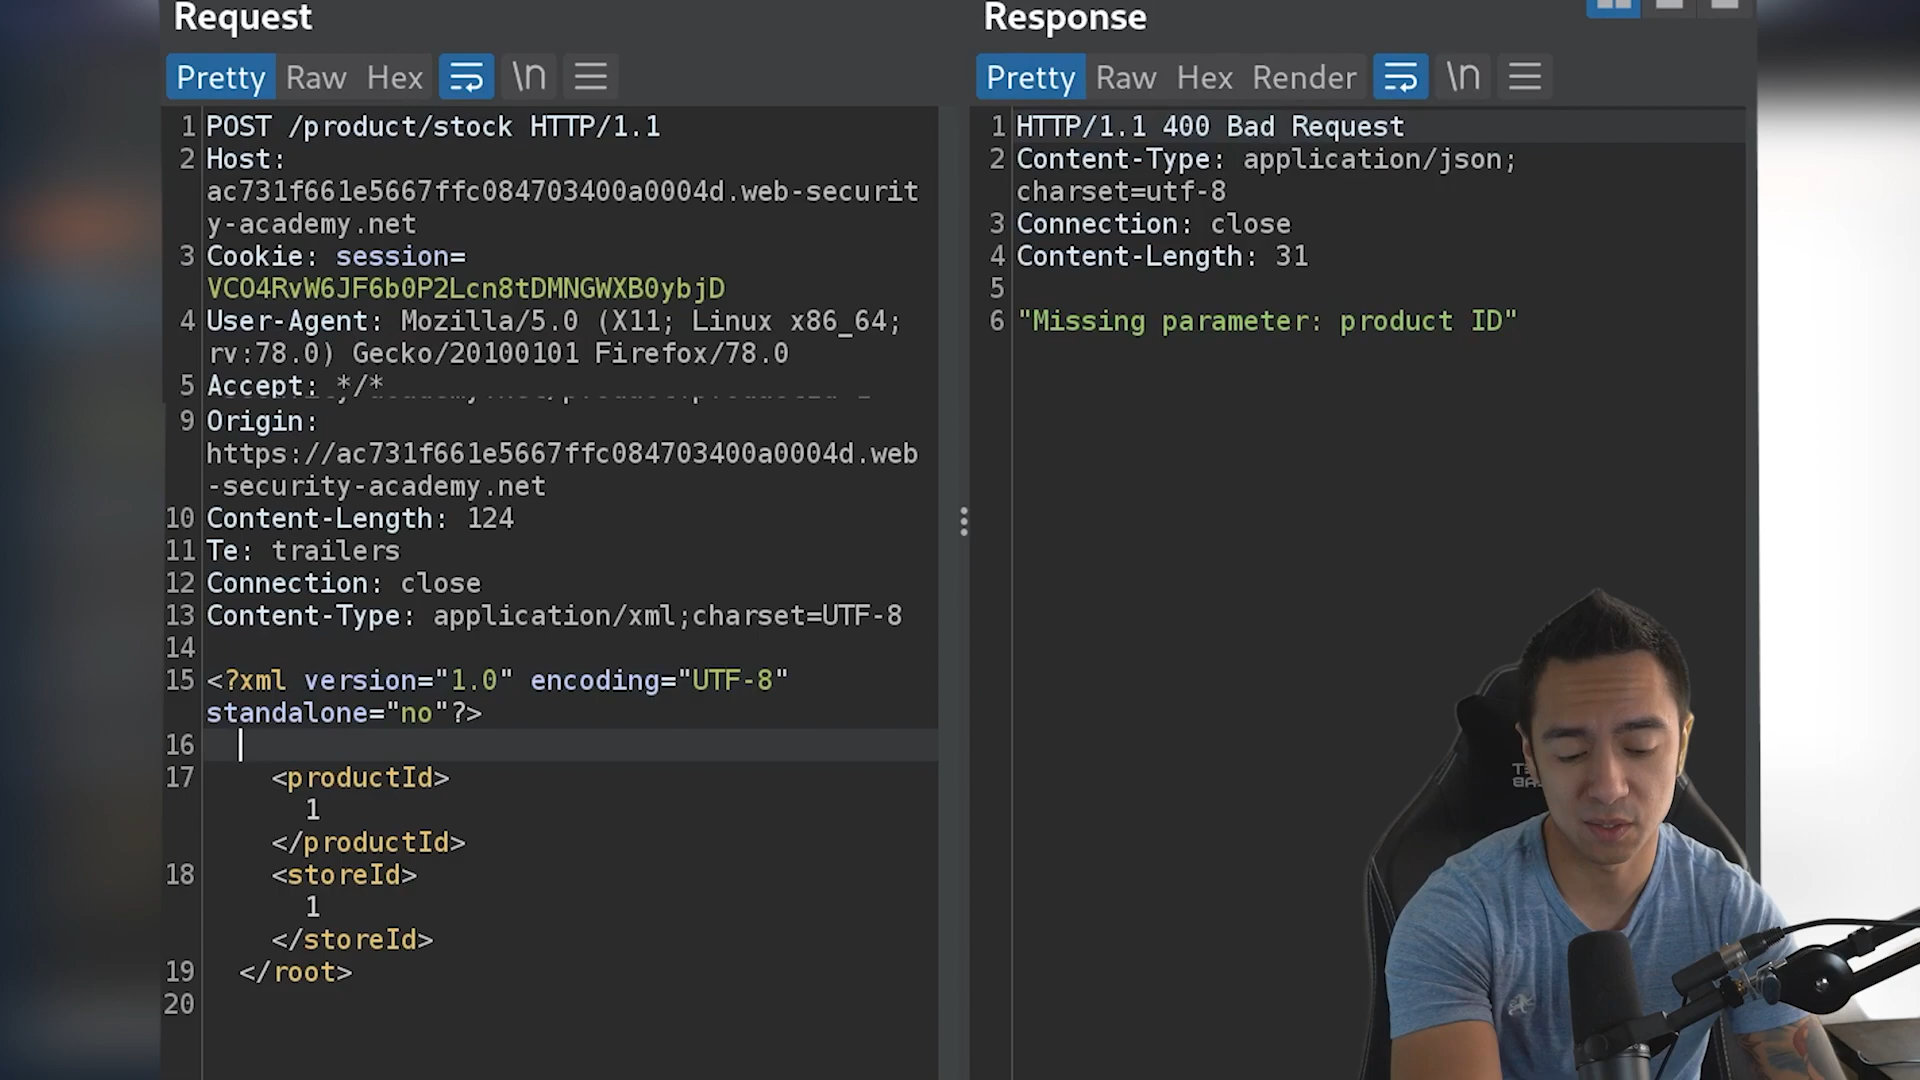 Request
Pretty Raw Hex \n
1 POST /product/stock HTTP/1.1
2 Host:
ac731f661e5667ffc084703400a0004d.web-securit
y-academy.net
3 Cookie: session=
VCO4RvW6JF6b0P2Lcn8tDMNGWXB0ybjD
4 User-Agent: Mozilla/5.0 (X11; Linux x86_64;
rv:78.0) Gecko/20100101 Firefox/78.0
5 Accept: */*
9 Origin:
https://ac731f661e5667ffc084703400a0004d.web
-security-academy.net
10 Content-Length: 124
11 Te: trailers
12 Connection: close
13 Content-Type: application/xml;charset=UTF-8
14
15 <?xml version="1.0" encoding="UTF-8"
standalone="no"?>
16
17 <productId>
1
</productId>
18 <storeId>
1
</storeId>
19 </root>
20
Response
Pretty Raw Hex Render \n
1 HTTP/1.1 400 Bad Request
2 Content-Type: application/json;
charset=utf-8
3 Connection: close
4 Content-Length: 31
5
6 "Missing parameter: product ID"